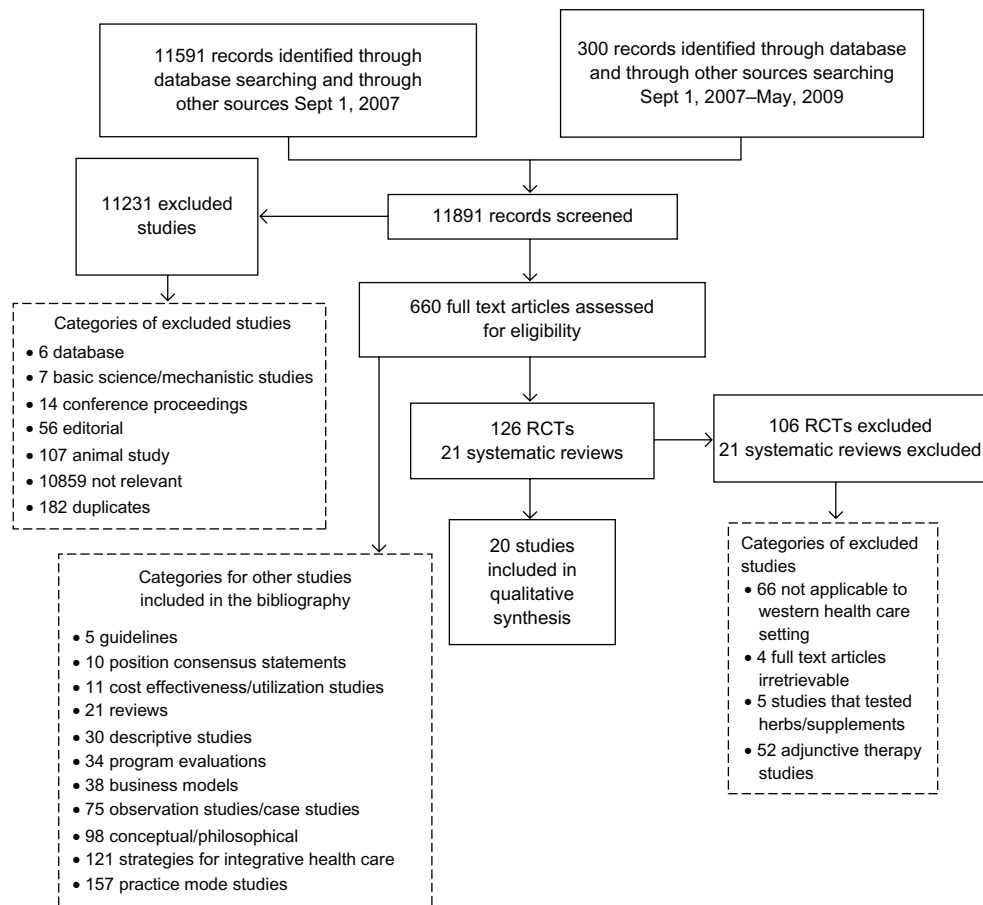 11591 records identified through
database searching and through
other sources Sept 1, 2007
300 records identified through database
and through other sources searching
Sept 1, 2007–May, 2009
11231 excluded
studies
11891 records screened
Categories of excluded studies
• 6 database
• 7 basic science/mechanistic studies
• 14 conference proceedings
• 56 editorial
• 107 animal study
• 10859 not relevant
• 182 duplicates
660 full text articles assessed
for eligibility
126 RCTs
21 systematic reviews
106 RCTs excluded
21 systematic reviews excluded
20 studies
included in
qualitative
synthesis
Categories of excluded
studies
• 66 not applicable to
western health care
setting
• 4 full text articles
irretrievable
• 5 studies that tested
herbs/supplements
• 52 adjunctive therapy
studies
Categories for other studies
included in the bibliography
• 5 guidelines
• 10 position consensus statements
• 11 cost effectiveness/utilization studies
• 21 reviews
• 30 descriptive studies
• 34 program evaluations
• 38 business models
• 75 observation studies/case studies
• 98 conceptual/philosophical
• 121 strategies for integrative health care
• 157 practice mode studies